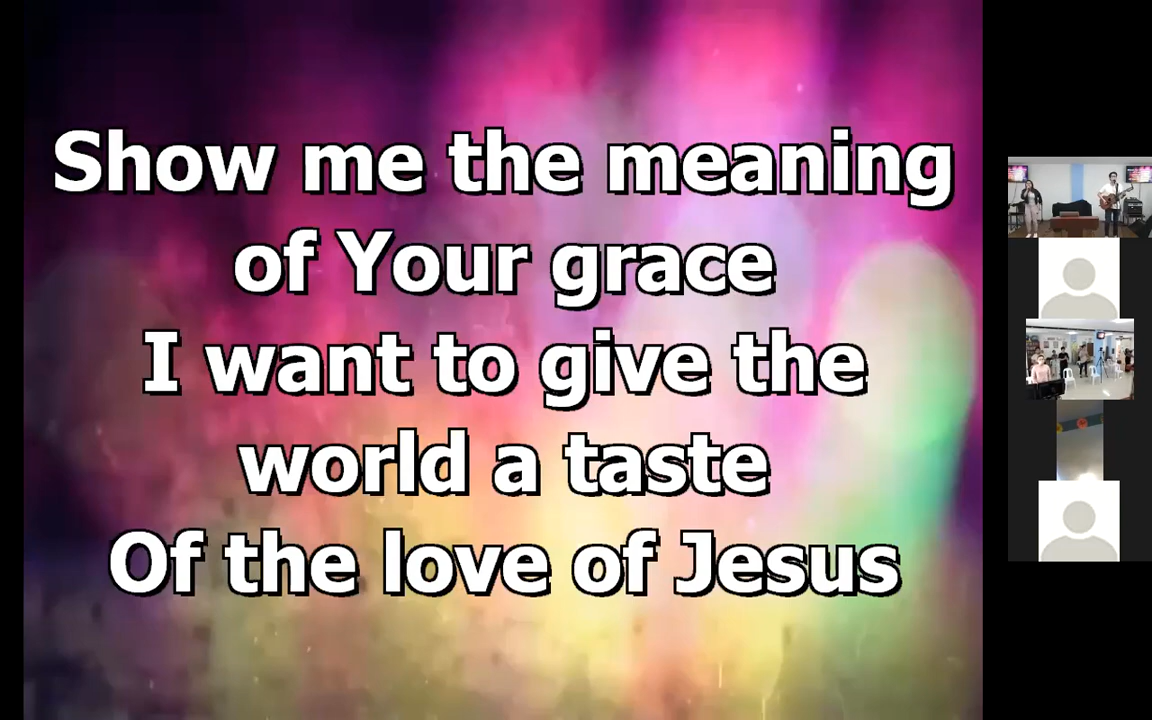 Show me the meaning
of Your grace
I want to give the
world a taste
Of the love of Jesus